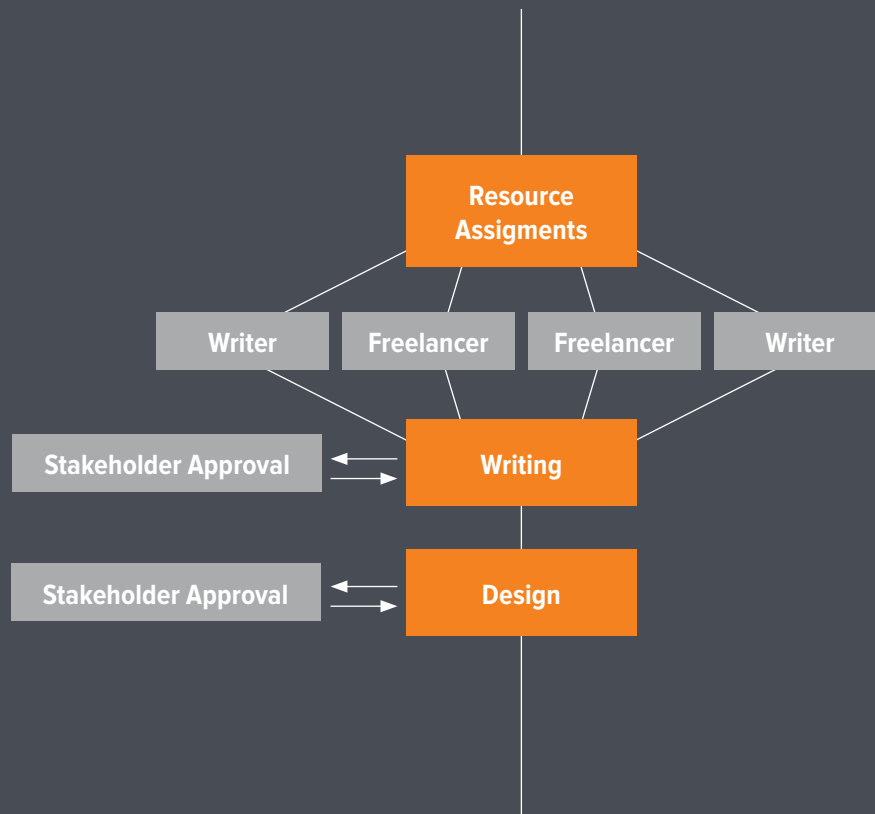 Resource
Assigments
Writer
Freelancer
Freelancer
Writer
Stakeholder Approval
Writing
Stakeholder Approval
Design